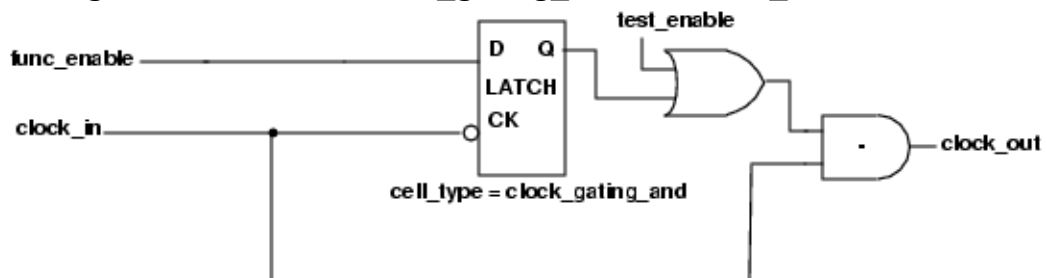 test_enable
D Q
func_enable
LATCH
clock_in
CK
clock_out
cell_type = clock_gating_and